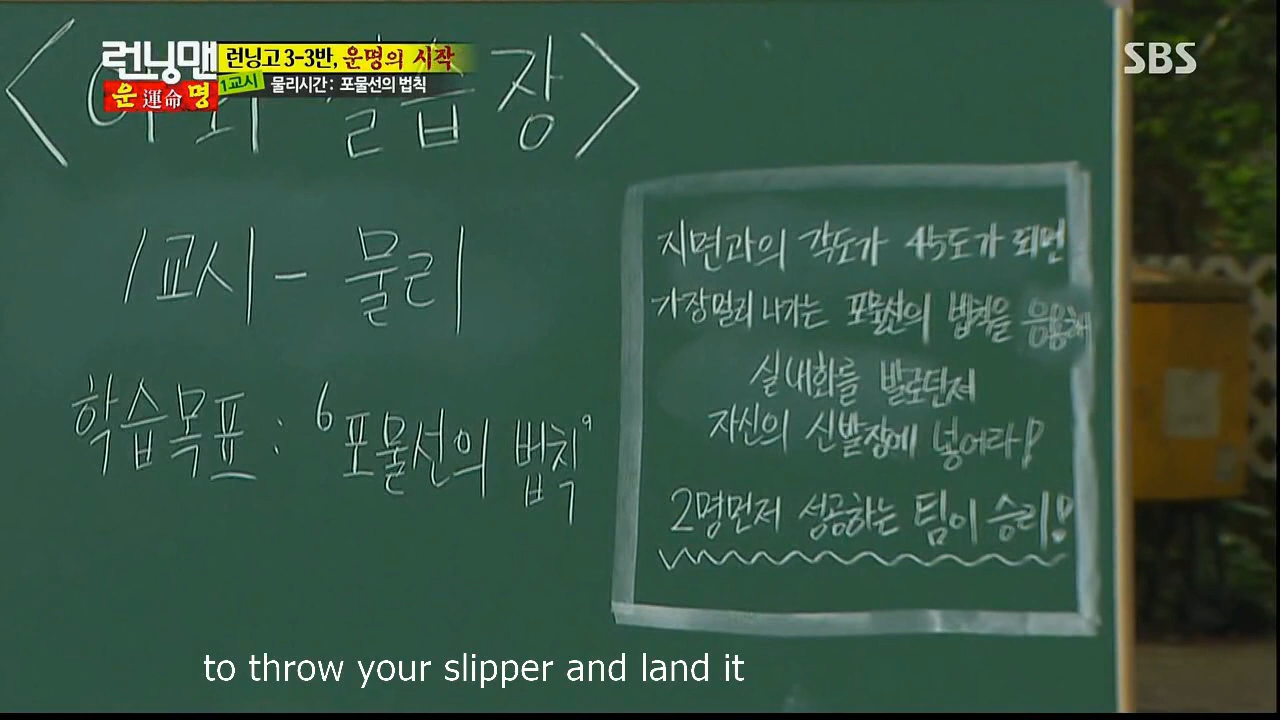 런닝맨
운 運命 명
런닝고 3-3반, 운명의 시작
1교시 물리시간 : 포물선의 법칙
SBS
1교시 - 물리
학습목표 : '포물선의 법칙'
지면과의 각도가 45도가 되면
가장멀리 나가는 포물선의 법칙을 응용해
실내화를 발로던져
자신의 신발장에 넣어라!
2명먼저 성공하는 팀이 승리!
to throw your slipper and land it